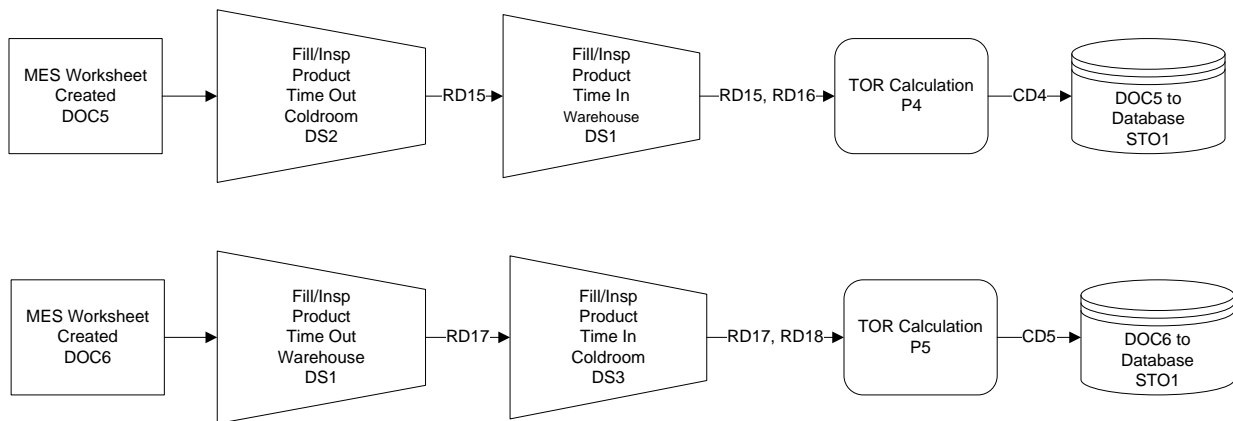 MES Worksheet
Created
DOC5
Fill/Insp
Product
Time Out
Coldroom
DS2
RD15
Fill/Insp
Product
Time In
Warehouse
DS1
RD15, RD16
TOR Calculation
P4
CD4
DOC5 to
Database
STO1
MES Worksheet
Created
DOC6
Fill/Insp
Product
Time Out
Warehouse
DS1
RD17
Fill/Insp
Product
Time In
Coldroom
DS3
RD17, RD18
TOR Calculation
P5
CD5
DOC6 to
Database
STO1